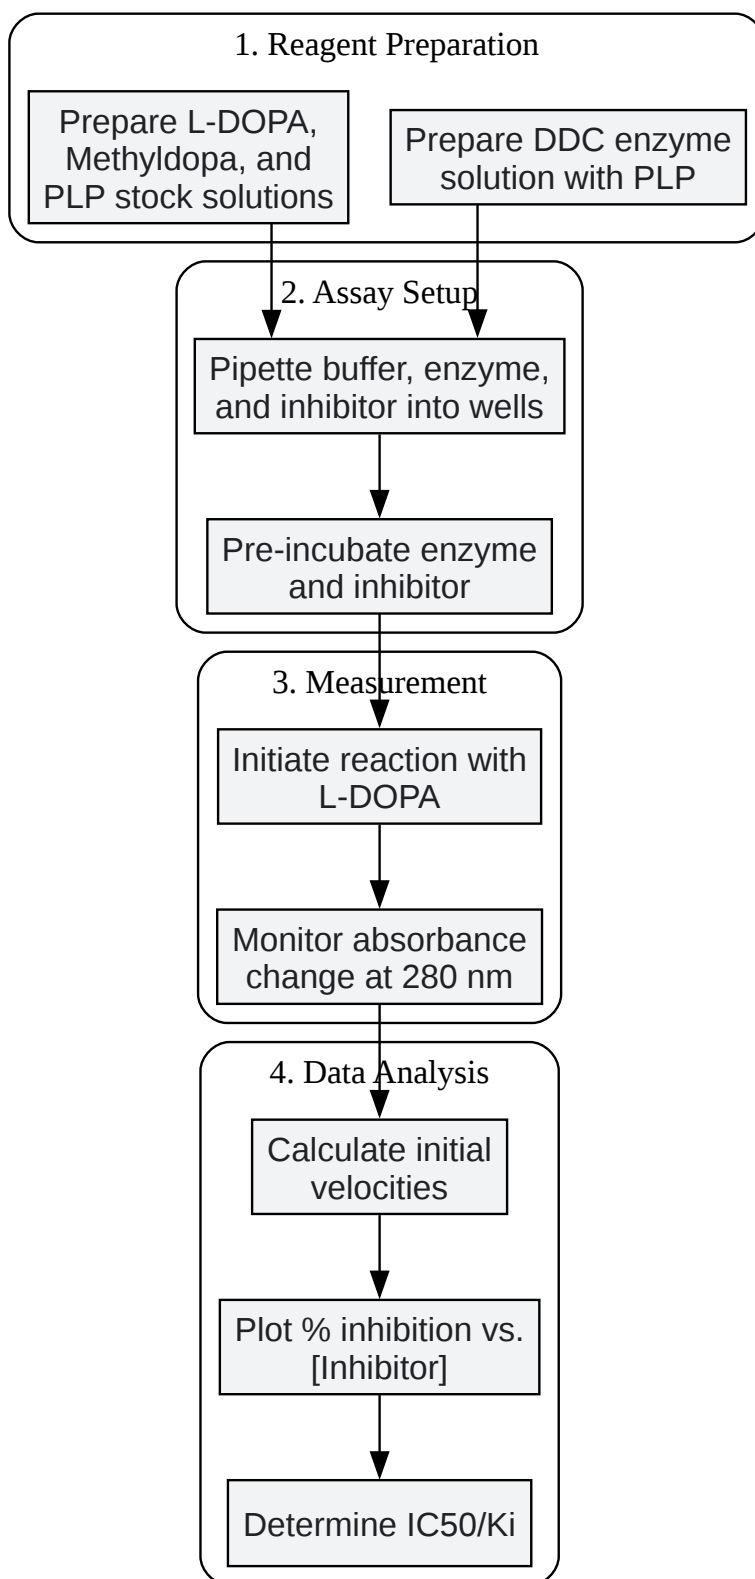 1. Reagent Preparation
Prepare L-DOPA,
Methyldopa, and
PLP stock solutions
Prepare DDC enzyme
solution with PLP
2. Assay Setup
Pipette buffer, enzyme,
and inhibitor into wells
Pre-incubate enzyme
and inhibitor
3. Measurement
Initiate reaction with
L-DOPA
Monitor absorbance
change at 280 nm
4. Data Analysis
Calculate initial
velocities
Plot % inhibition vs.
[Inhibitor]
Determine IC50/Ki